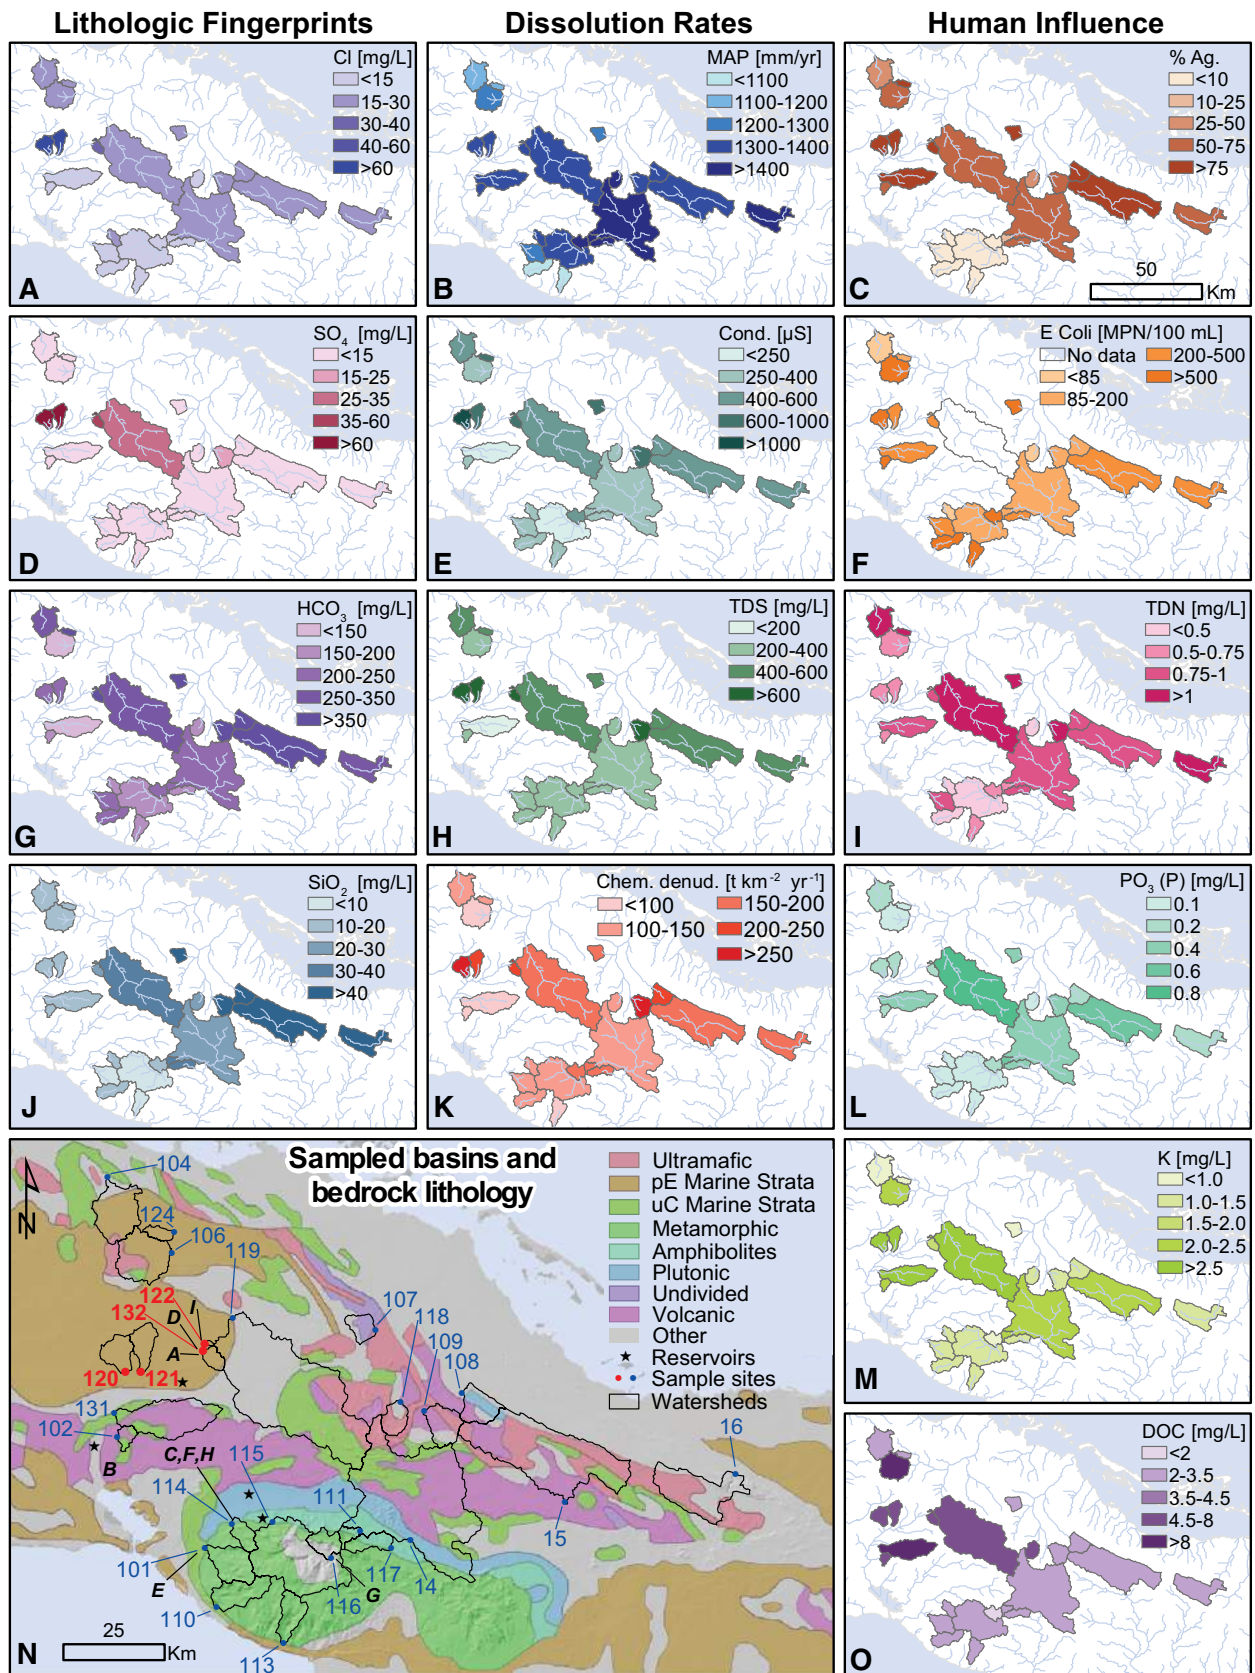 Lithologic Fingerprints
Dissolution Rates
Human Influence
Cl [mg/L]
<15
15-30
30-40
40-60
>60
A
MAP [mm/yr]
<1100
1100-1200
1200-1300
1300-1400
>1400
B
% Ag.
<10
10-25
25-50
50-75
>75
50
Km
C
SO4 [mg/L]
<15
15-25
25-35
35-60
>60
D
Cond. [µS]
<250
250-400
400-600
600-1000
>1000
E
E Coli [MPN/100 mL]
No data
<85
85-200
200-500
>500
F
HCO3 [mg/L]
<150
150-200
200-250
250-350
>350
G
TDS [mg/L]
<200
200-400
400-600
>600
H
TDN [mg/L]
<0.5
0.5-0.75
0.75-1
>1
I
SiO2 [mg/L]
<10
10-20
20-30
30-40
>40
J
Chem. denud. [t km-2 yr-1]
<100
100-150
150-200
200-250
>250
K
PO3 (P) [mg/L]
0.1
0.2
0.4
0.6
0.8
L
Sampled basins and
bedrock lithology
Ultramafic
pE Marine Strata
uC Marine Strata
Metamorphic
Amphibolites
Plutonic
Undivided
Volcanic
Other
Reservoirs
Sample sites
Watersheds
N
104
124
106
119
122
132
D
I
A
120
121
107
118
109
108
131
102
B
C,F,H
115
114
111
16
15
101
E
110
113
116
G
117
14
25
Km
N
K [mg/L]
<1.0
1.0-1.5
1.5-2.0
2.0-2.5
>2.5
M
DOC [mg/L]
<2
2-3.5
3.5-4.5
4.5-8
>8
O